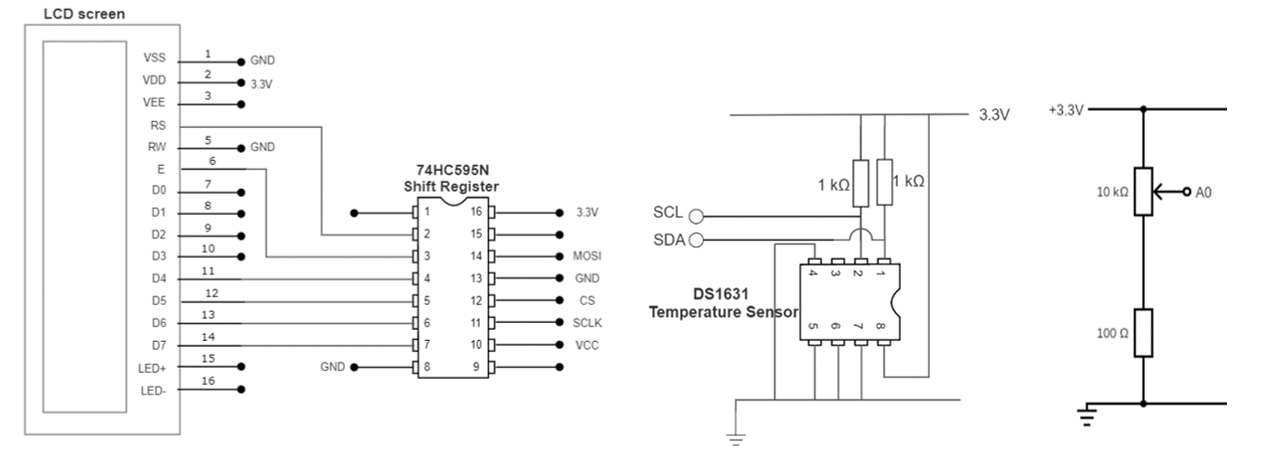 LCD screen
VSS 1 GND
VDD 2 3.3V
VEE 3
RS
RW 5 GND
E 6
D0 7
D1 8
D2 9
D3 10
D4 11
D5 12
D6 13
D7 14
LED+ 15
LED- 16
74HC595N
Shift Register
1 16 3.3V
2 15
3 14 MOSI
4 13 GND
5 12 CS
6 11 SCLK
7 10 VCC
GND 8 9
3.3V
1 kΩ 1 kΩ
SCL
SDA
4 3 2 1
DS1631
Temperature Sensor
5 6 7 8
+3.3V
10 kΩ A0
100 Ω